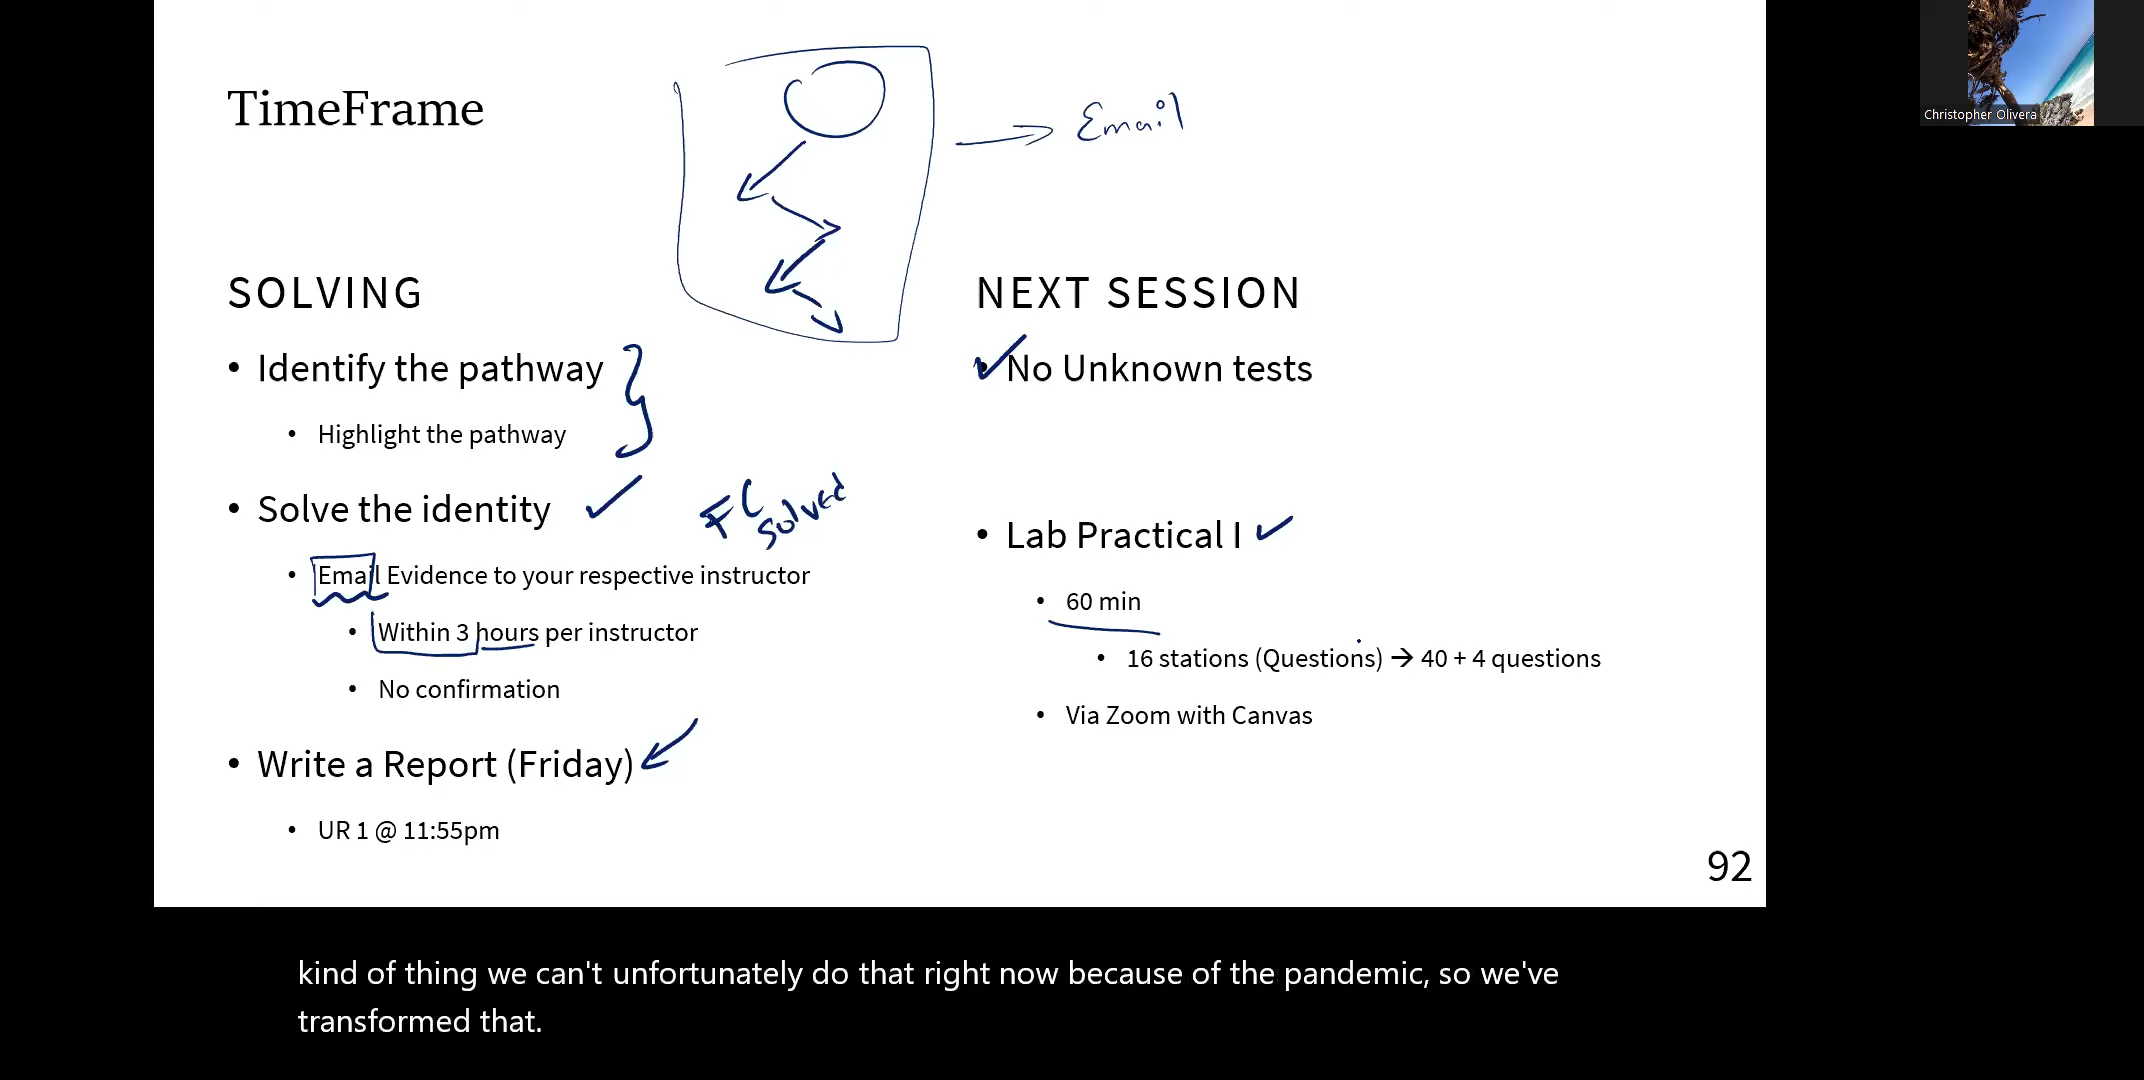 TimeFrame
Email
SOLVING
• Identify the pathway
• Highlight the pathway
• Solve the identity
FC solved
• Email Evidence to your respective instructor
• Within 3 hours per instructor
• No confirmation
• Write a Report (Friday)
• UR 1 @ 11:55pm
NEXT SESSION
• No Unknown tests
• Lab Practical I
• 60 min
• 16 stations (Questions) → 40 + 4 questions
• Via Zoom with Canvas
92
Christopher Olivera
kind of thing we can't unfortunately do that right now because of the pandemic, so we've
transformed that.